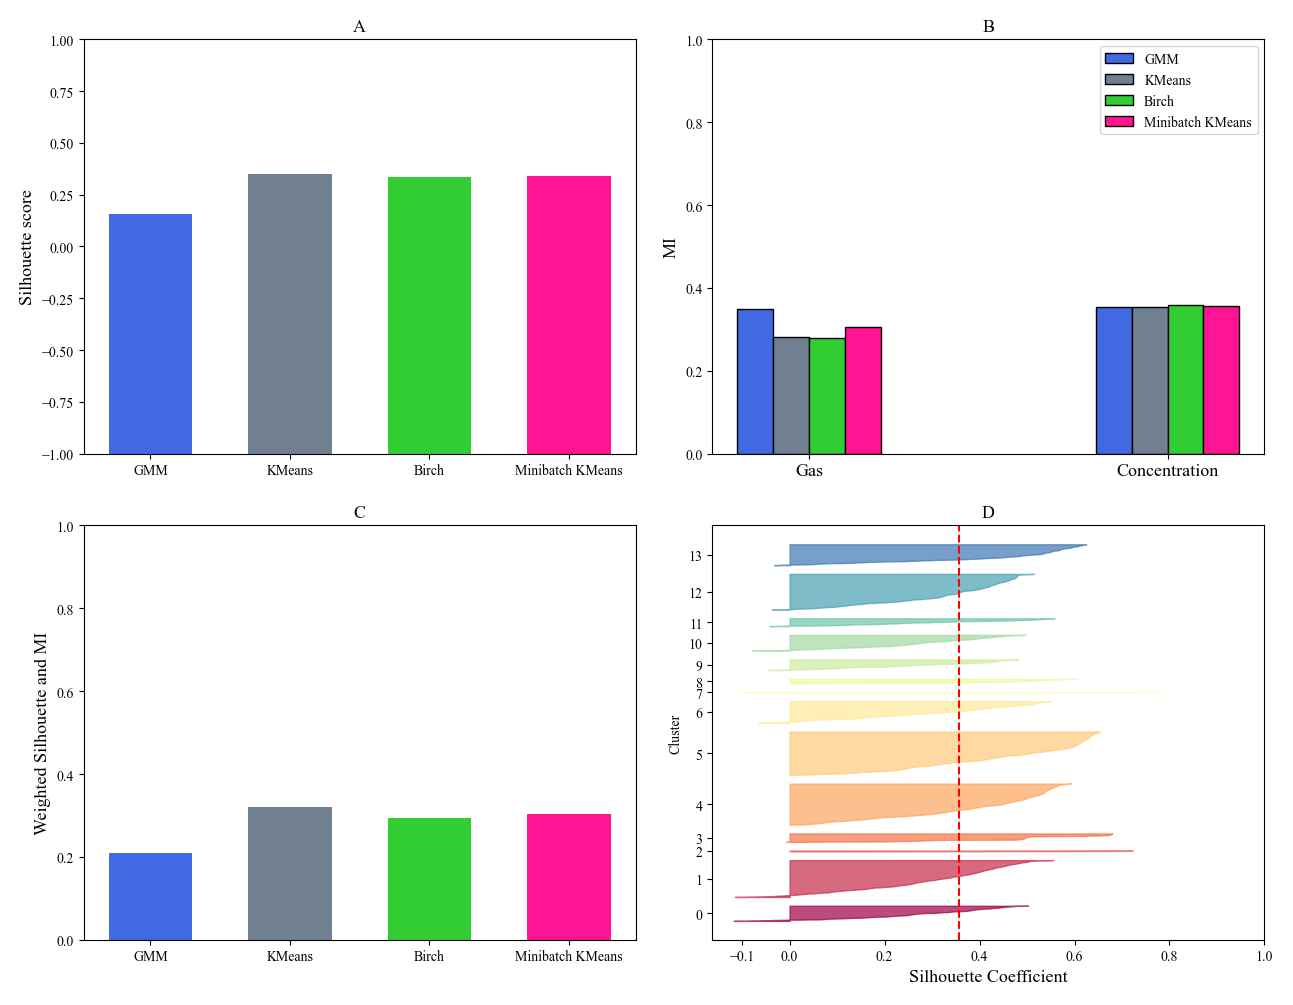 A
1.00
0.75
0.50
0.25
0.00
−0.25
−0.50
−0.75
−1.00
Silhouette score
GMM
KMeans
Birch
Minibatch KMeans
B
1.0
0.8
0.6
0.4
0.2
0.0
MI
GMM
KMeans
Birch
Minibatch KMeans
Gas
Concentration
C
1.0
0.8
0.6
0.4
0.2
0.0
Weighted Silhouette and MI
GMM
KMeans
Birch
Minibatch KMeans
D
13
12
11
10
9
8
7
6
5
4
3
2
1
0
Cluster
−0.1
0.0
0.2
0.4
0.6
0.8
1.0
Silhouette Coefficient